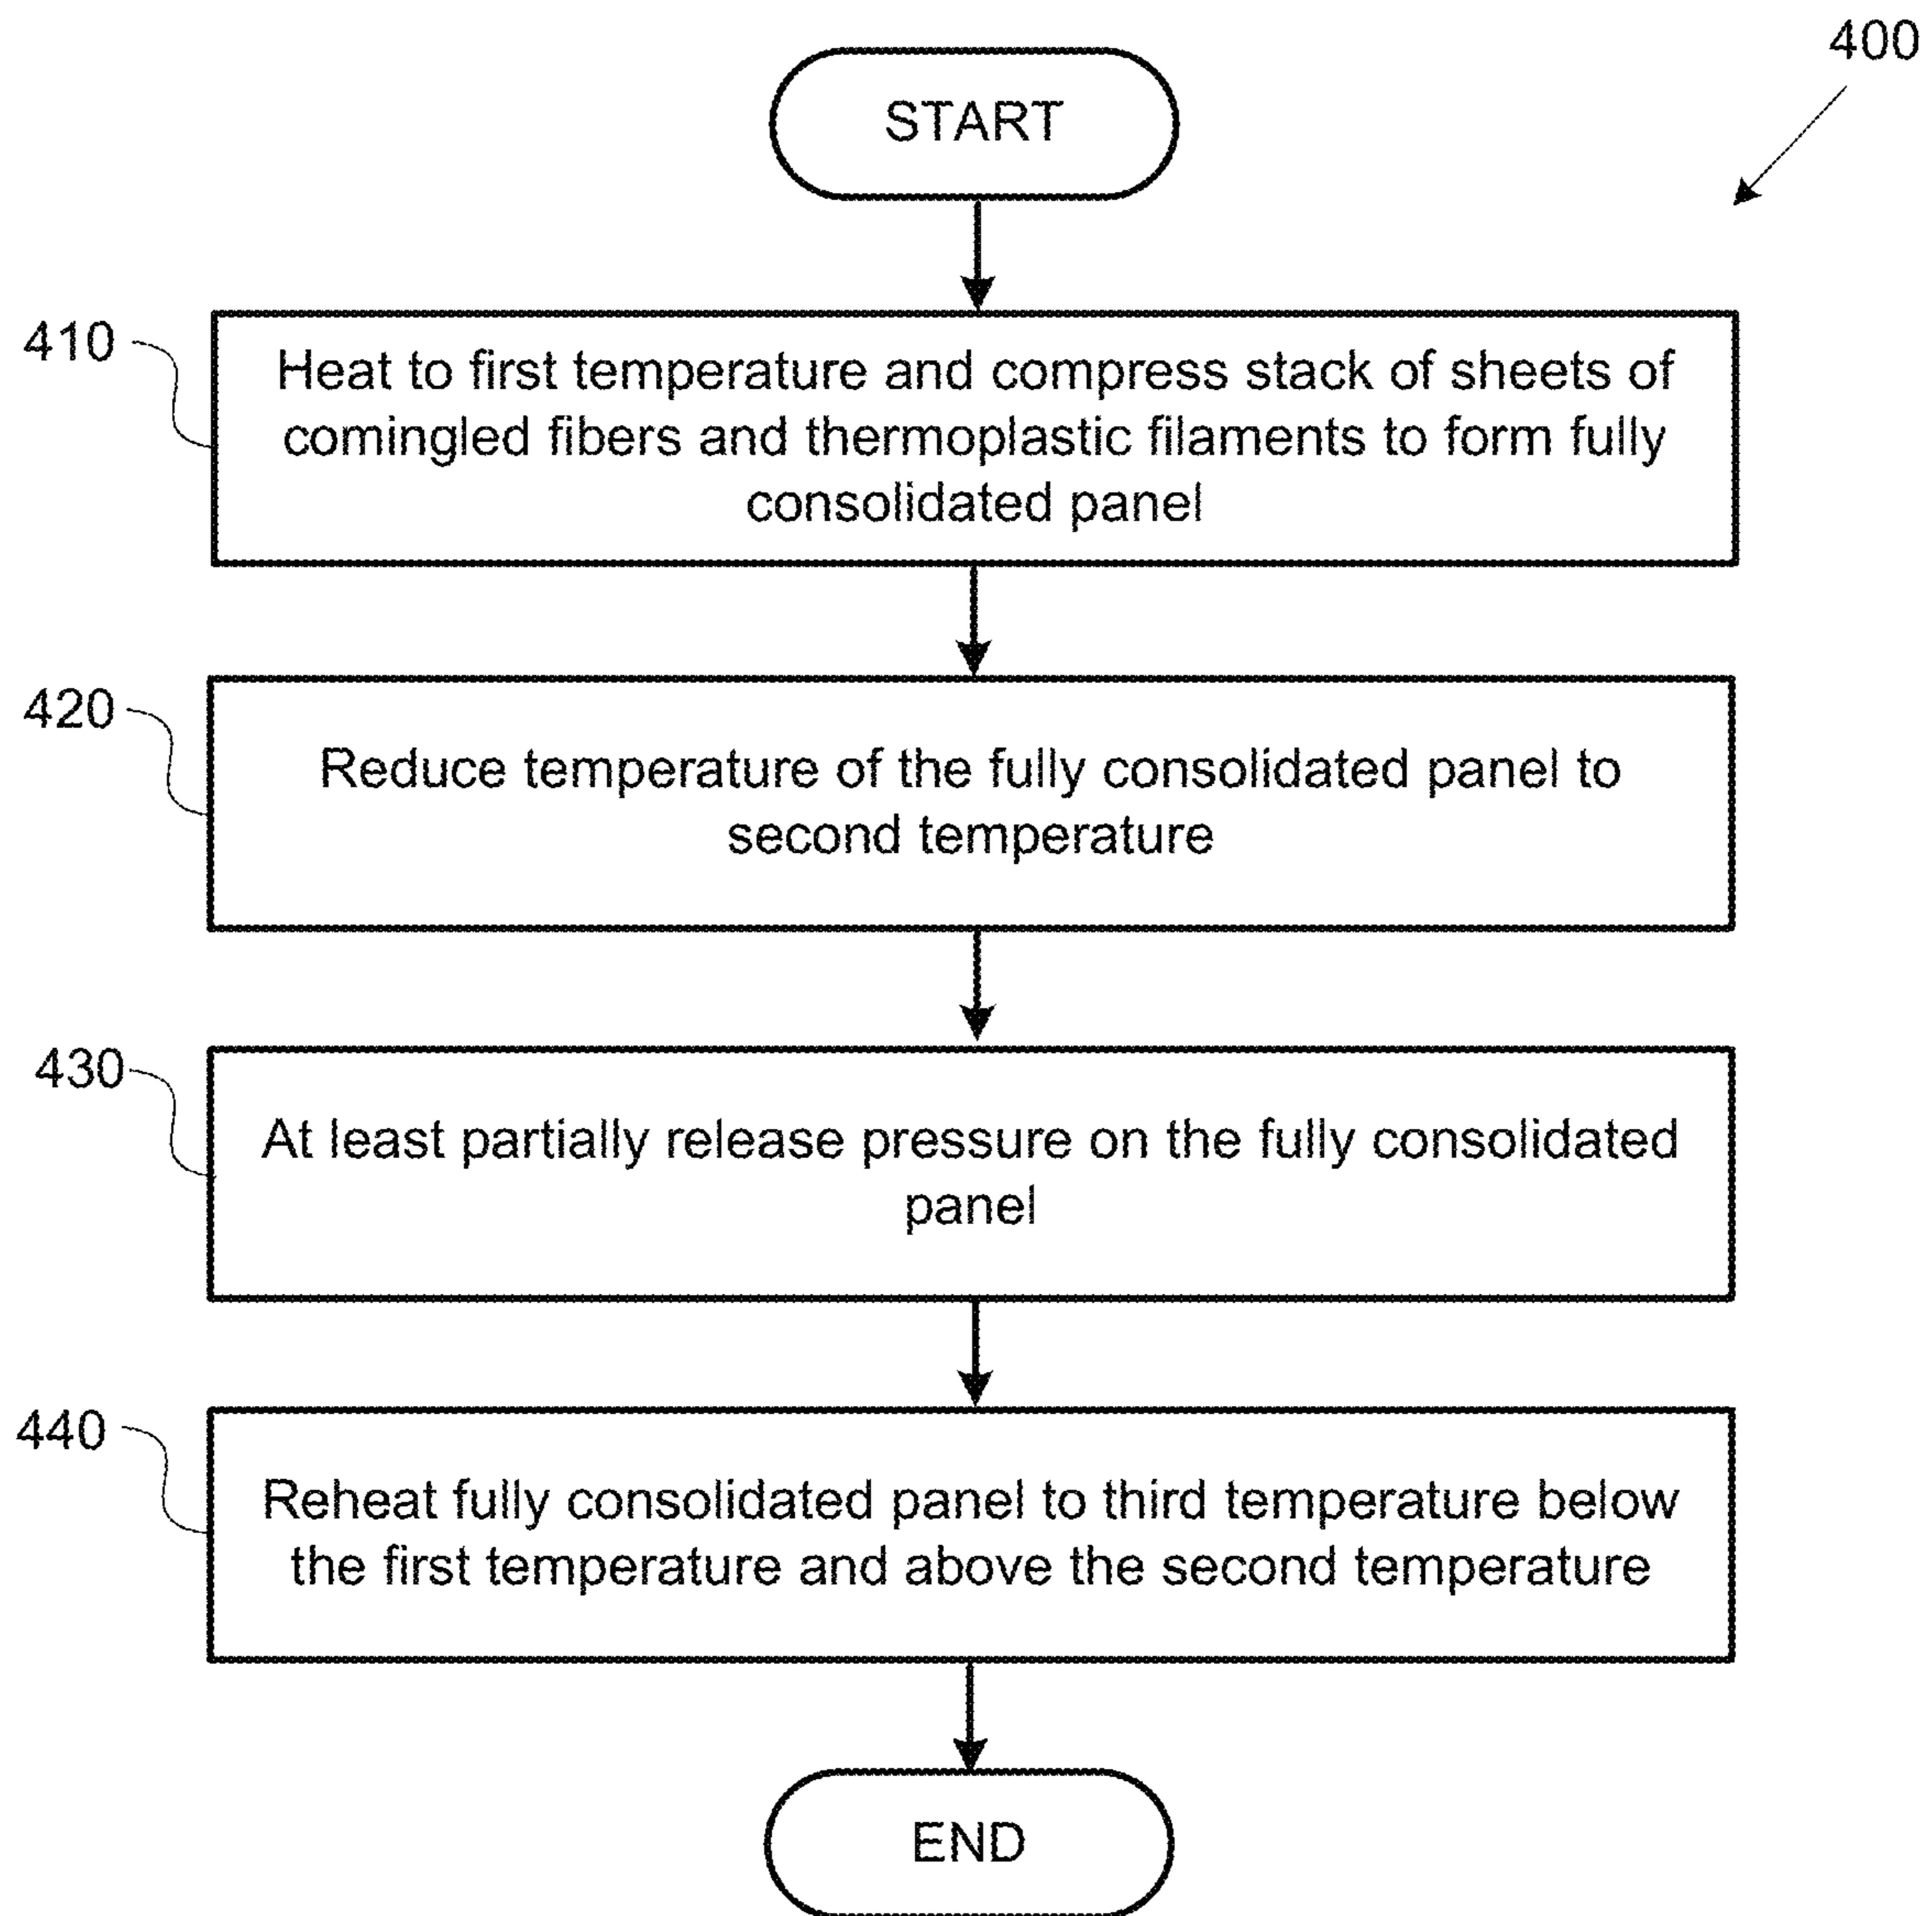 400
START
410
Heat to first temperature and compress stack of sheets of
comingled fibers and thermoplastic filaments to form fully
consolidated panel
420
Reduce temperature of the fully consolidated panel to
second temperature
430
At least partially release pressure on the fully consolidated
panel
440
Reheat fully consolidated panel to third temperature below
the first temperature and above the second temperature
END